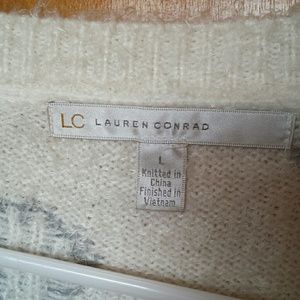 LC LAUREN CONRAD
L
Knitted in
China
Finished in
Vietnam